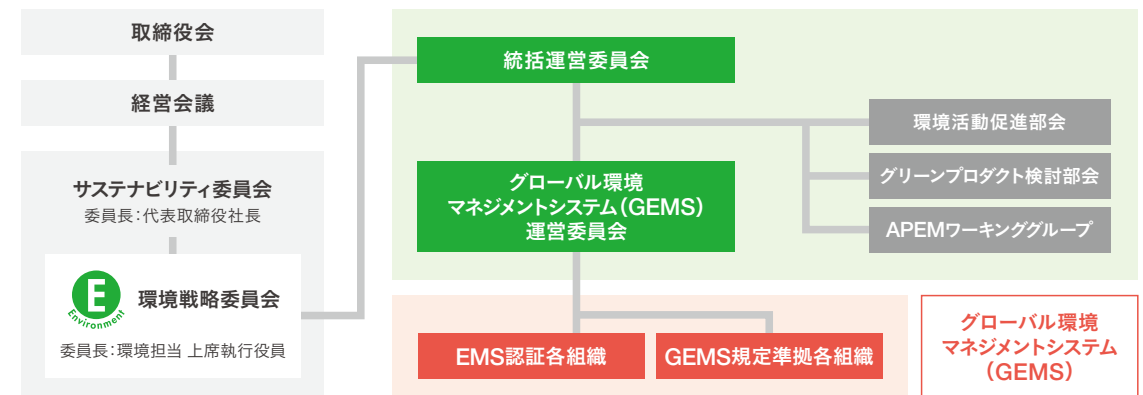 取締役会
経営会議
サステナビリティ委員会
委員長：代表取締役社長
E
Environment
環境戦略委員会
委員長：環境担当 上席執行役員
統括運営委員会
環境活動促進部会
グリーンプロダクト検討部会
APEMワーキンググループ
グローバル環境
マネジメントシステム（GEMS）
運営委員会
EMS認証各組織
GEMS規定準拠各組織
グローバル環境
マネジメントシステム
（GEMS）